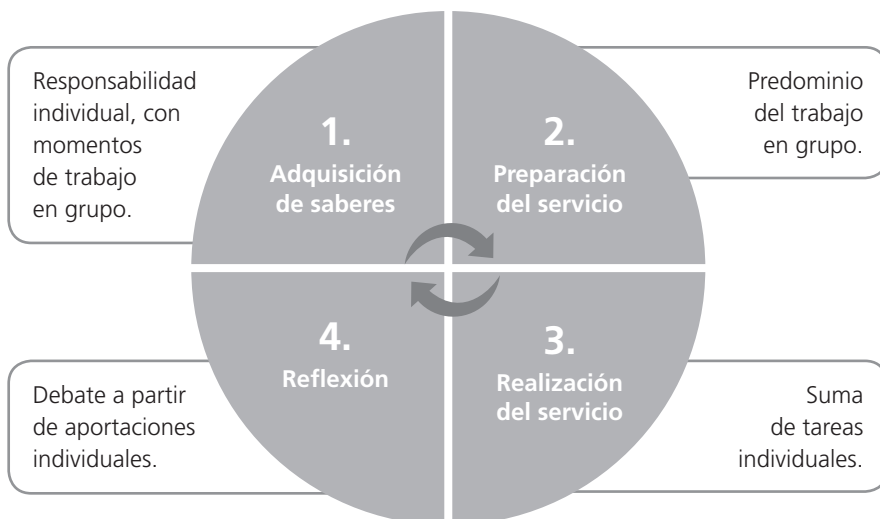 Responsabilidad
individual, con
momentos
de trabajo
en grupo.
1.
Adquisición
de saberes
2.
Preparación
del servicio
Predominio
del trabajo
en grupo.
4.
Reflexión
Debate a partir
de aportaciones
individuales.
3.
Realización
del servicio
Suma
de tareas
individuales.